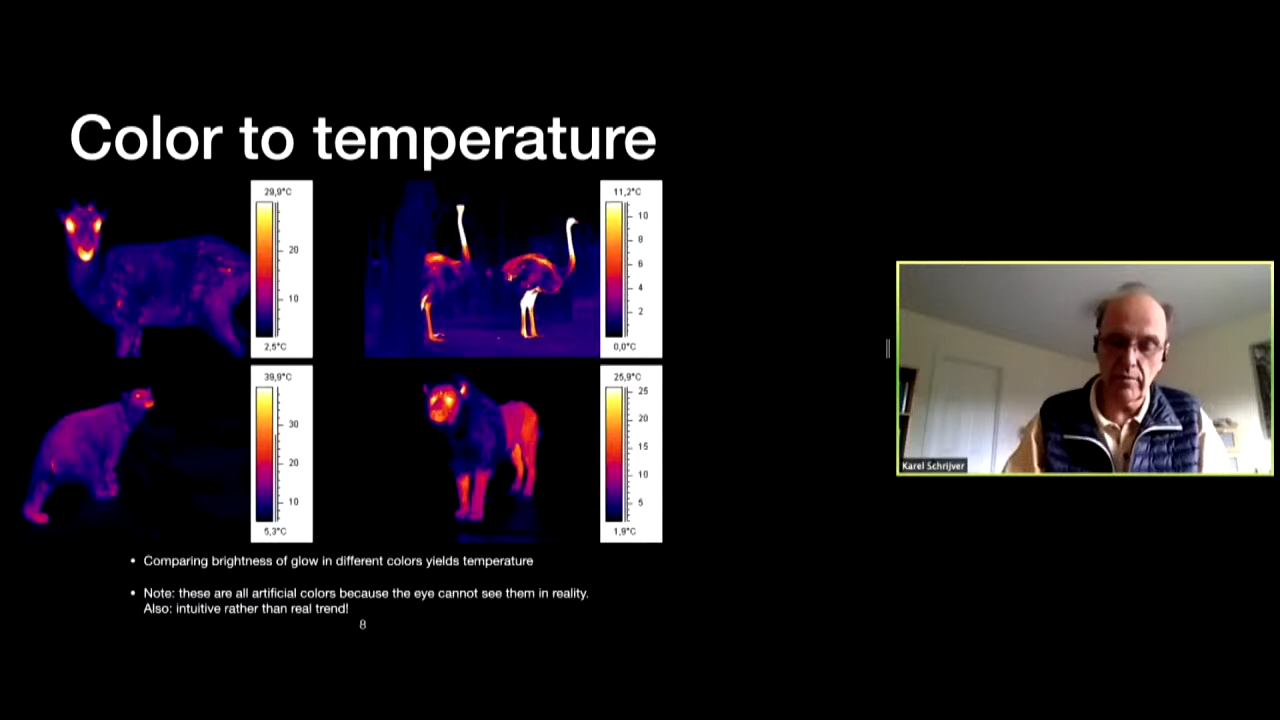 Color to temperature
29,9°C
20
10
2,5°C
11,2°C
10
8
6
4
2
0,0°C
39,9°C
30
20
10
5,3°C
25,9°C
25
20
15
10
5
1,9°C
• Comparing brightness of glow in different colors yields temperature
• Note: these are all artificial colors because the eye cannot see them in reality.
Also: intuitive rather than real trend!
8
Karel Schrijver